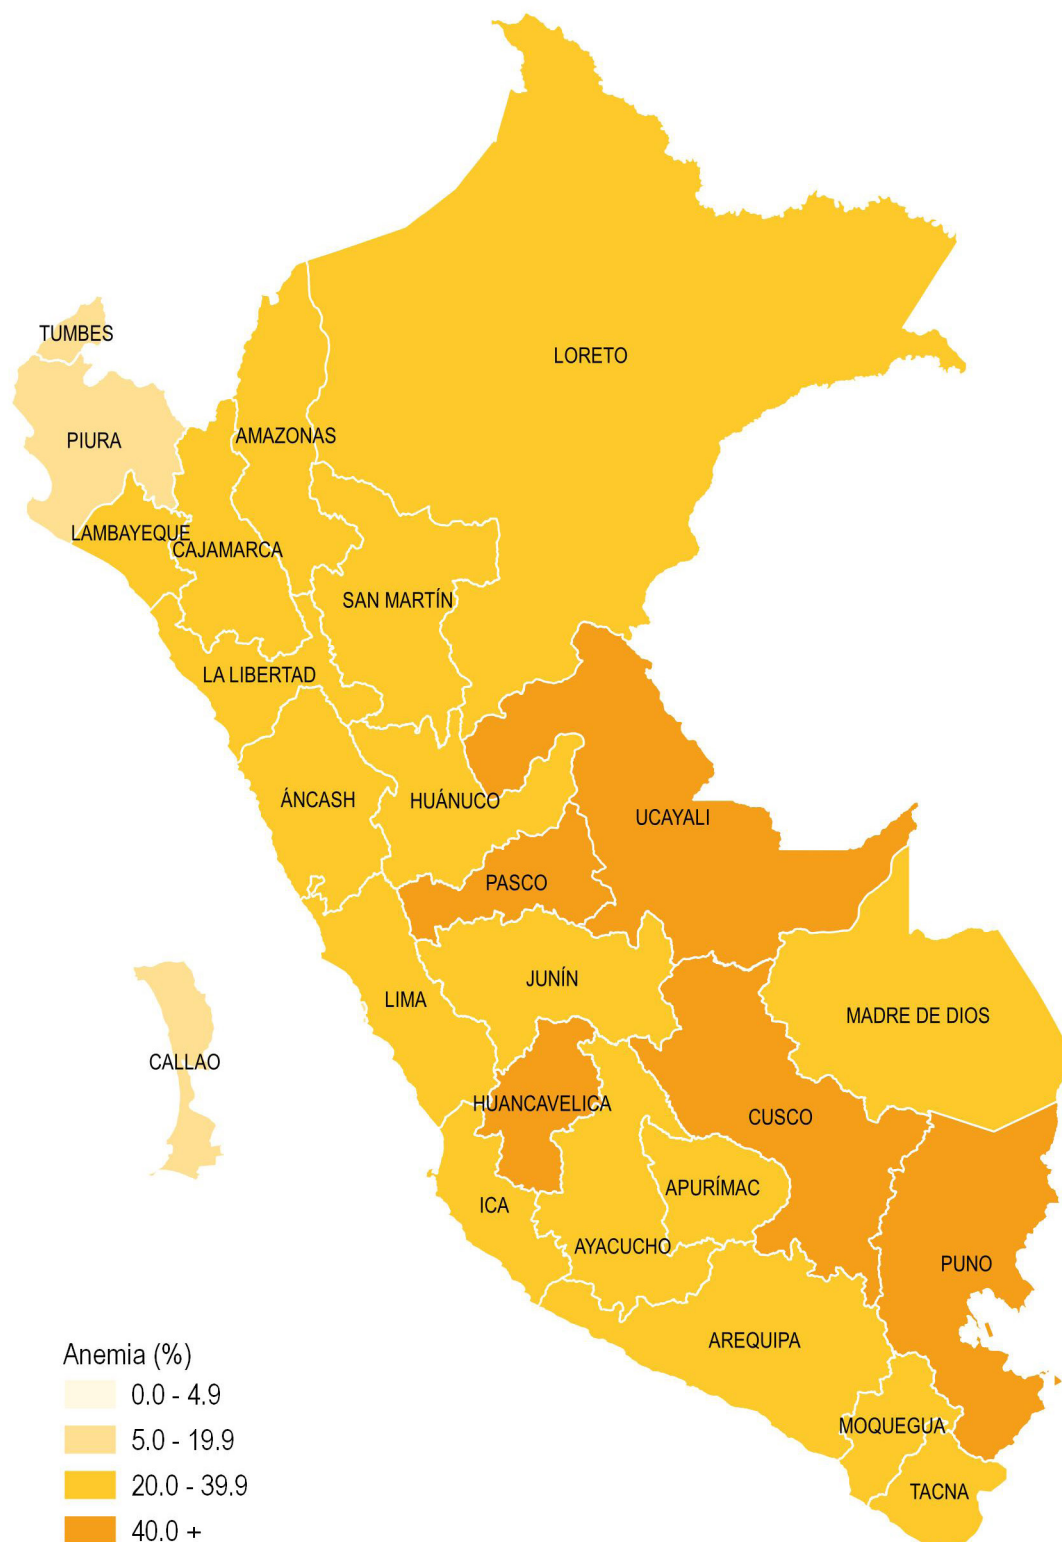 TUMBES
LORETO
PIURA
AMAZONAS
LAMBAYEQUE
CAJAMARCA
SAN MARTÍN
LA LIBERTAD
ÁNCASH
HUÁNUCO
UCAYALI
PASCO
JUNÍN
LIMA
MADRE DE DIOS
CALLAO
HUANCAVELICA
CUSCO
APURÍMAC
ICA
AYACUCHO
PUNO
AREQUIPA
MOQUEGUA
TACNA
Anemia (%)
0.0 - 4.9
5.0 - 19.9
20.0 - 39.9
40.0 +